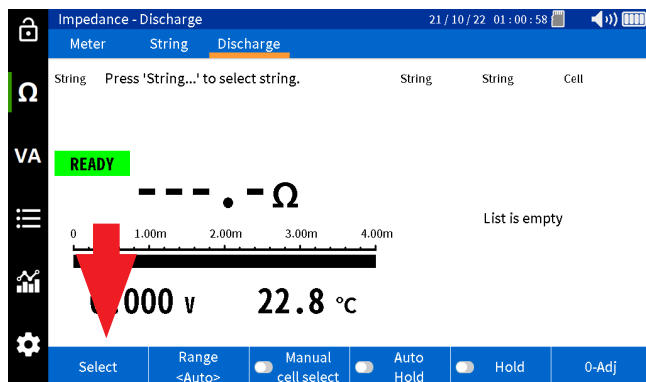 Impedance - Discharge 21 / 10 / 22 01 : 00 : 58
Meter String Discharge
String Press 'String...' to select string. String String Cell
Ω
VA
READY
---.-Ω
List is empty
0 1.00m 2.00m 3.00m 4.00m
.000 V 22.8 °C
Select
Range
<Auto>
Manual
cell select
Auto
Hold
Hold
0-Adj